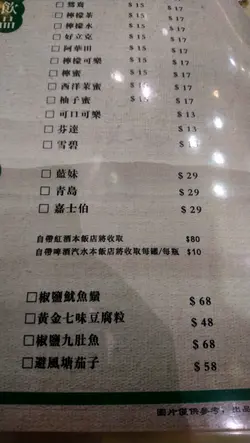 飲品
□鴛鴦 $15 $17
□檸檬茶 $15 $17
□檸檬水 $15 $17
□好立克 $15 $17
□阿華田 $15 $17
□檸檬可樂 $15 $17
□檸蜜 $15 $17
□西洋菜蜜 $15 $17
□柚子蜜 $15 $17
□可口可樂 $13
□芬達 $13
□雪碧 $13
□藍妹 $29
□青島 $29
□嘉士伯 $29
自帶紅酒本飯店將收取 $80
自帶啤酒汽水本飯店將收取每罐/每瓶 $10
□椒鹽魷魚鬚 $68
□黃金七味豆腐粒 $48
□椒鹽九肚魚 $68
□避風塘茄子 $58
圖片僅供參考，出品